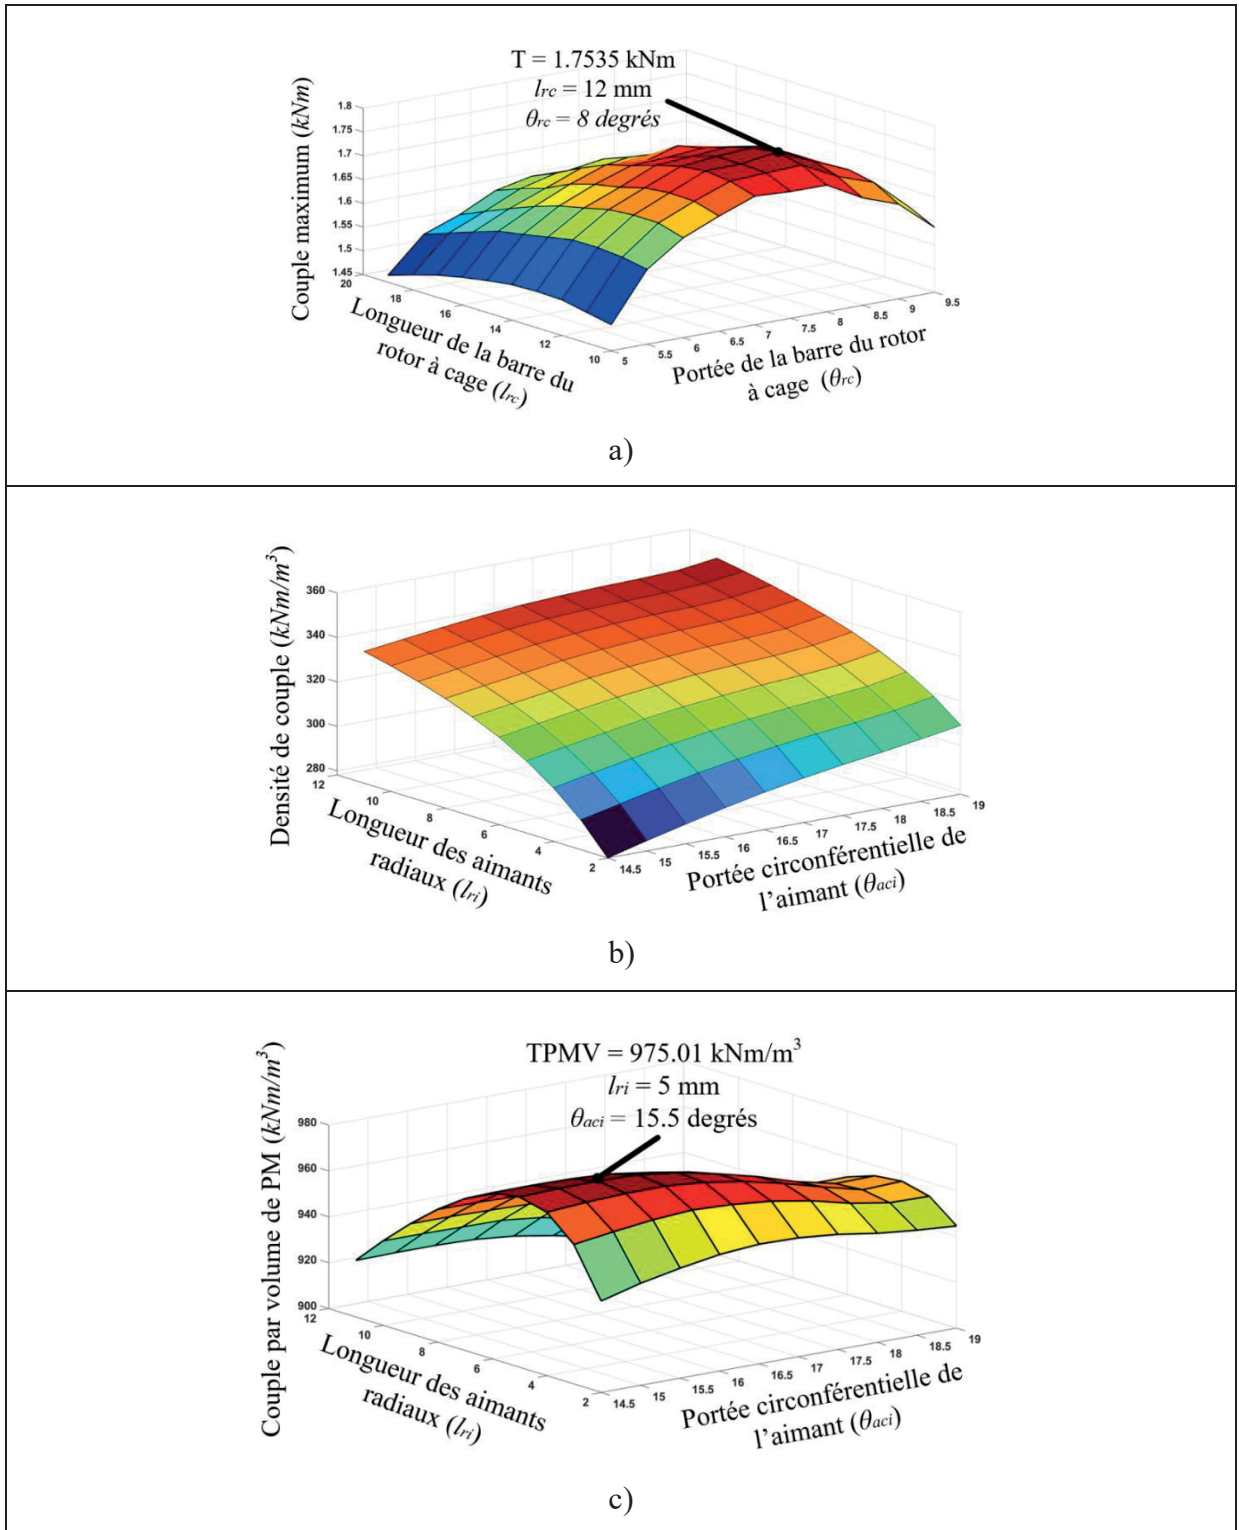 T = 1.7535 kNm
lrc = 12 mm
θrc = 8 degrés
Couple maximum (kNm)
1.8
1.75
1.7
1.65
1.6
1.55
1.5
1.45
20
18
16
14
12
10
5
5.5
6
6.5
7
7.5
8
8.5
9
9.5
Longueur de la barre du
rotor à cage (lrc)
Portée de la barre du rotor
à cage (θrc)
a)
Densité de couple (kNm/m³)
360
340
320
300
280
12
10
8
6
4
2
14.5
15
15.5
16
16.5
17
17.5
18
18.5
19
Longueur des aimants
radiaux (lri)
Portée circonférentielle de
l’aimant (θaci)
b)
TPMV = 975.01 kNm/m³
lri = 5 mm
θaci = 15.5 degrés
Couple par volume de PM (kNm/m³)
980
960
940
920
900
12
10
8
6
4
2
14.5
15
15.5
16
16.5
17
17.5
18
18.5
19
Longueur des aimants
radiaux (lri)
Portée circonférentielle de
l’aimant (θaci)
c)